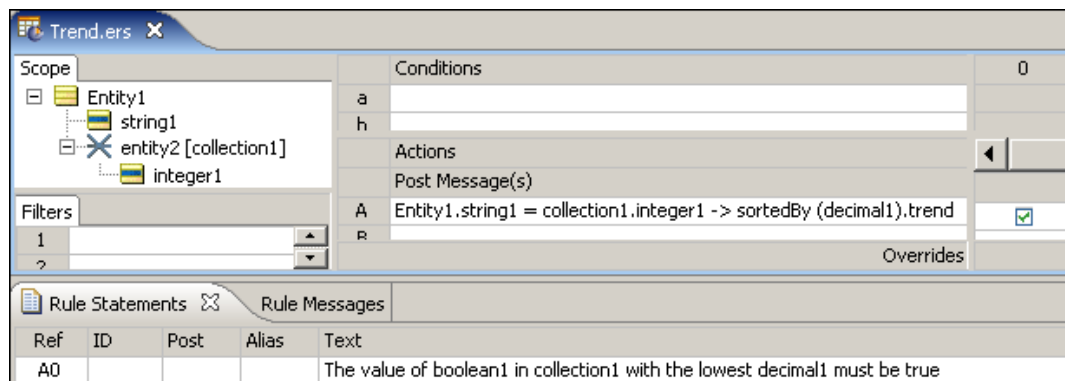 Trend.ers
Scope
Conditions
0
Entity1
a
string1
b
entity2 [collection1]
Actions
integer1
Post Message(s)
Filters
A
Entity1.string1 = collection1.integer1 -> sortedBy (decimal1).trend
1
B
2
Overrides
Rule Statements
Rule Messages
Ref ID Post Alias Text
A0 The value of boolean1 in collection1 with the lowest decimal1 must be true